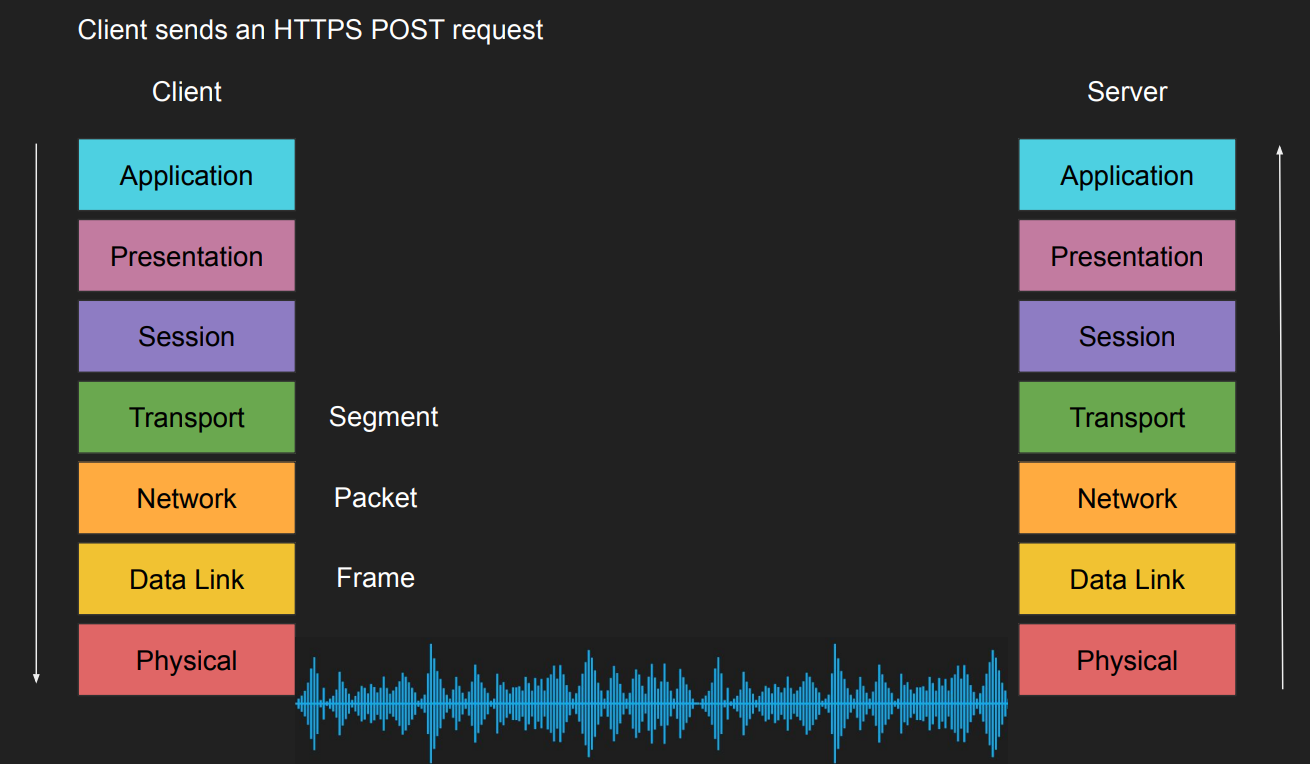 Client sends an HTTPS POST request
Client
Server
Application
Application
Presentation
Presentation
Session
Session
Transport
Segment
Transport
Network
Packet
Network
Data Link
Frame
Data Link
Physical
Physical